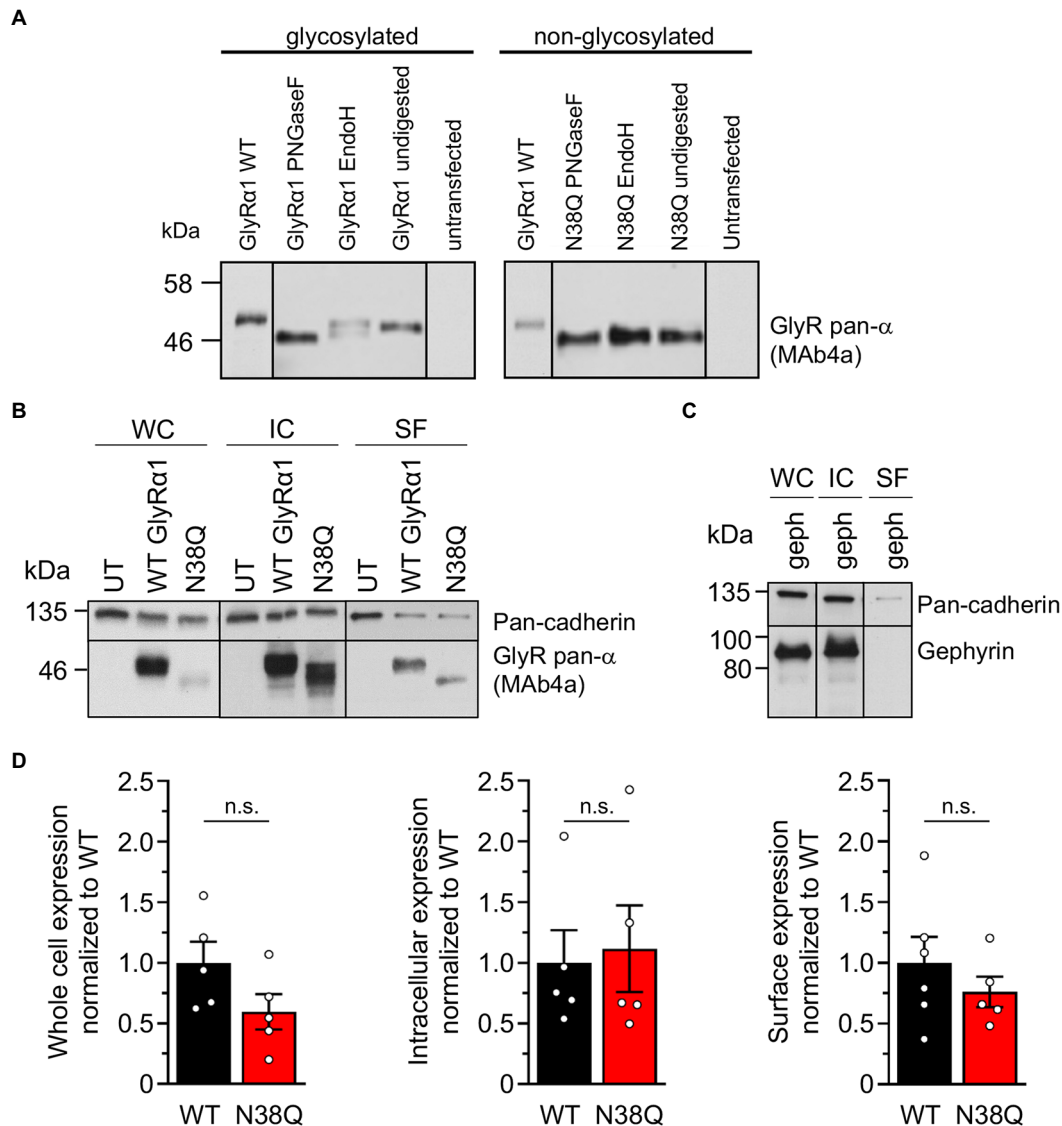 A
glycosylated
non-glycosylated
GlyRα1 WT
GlyRα1 PNGaseF
GlyRα1 EndoH
GlyRα1 undigested
untransfected
GlyRα1 WT
N38Q PNGaseF
N38Q EndoH
N38Q undigested
Untransfected
kDa
58
46
GlyR pan-α
(MAb4a)
B
WC
IC
SF
UT
WT GlyRα1
N38Q
UT
WT GlyRα1
N38Q
UT
WT GlyRα1
N38Q
kDa
135
46
Pan-cadherin
GlyR pan-α
(MAb4a)
C
WC
IC
SF
geph
geph
geph
kDa
135
100
80
Pan-cadherin
Gephyrin
D
Whole cell expression
normalized to WT
2.5
2.0
1.5
1.0
0.5
0
n.s.
WT
N38Q
Intracellular expression
normalized to WT
2.5
2.0
1.5
1.0
0.5
0
n.s.
WT
N38Q
Surface expression
normalized to WT
2.5
2.0
1.5
1.0
0.5
0
n.s.
WT
N38Q